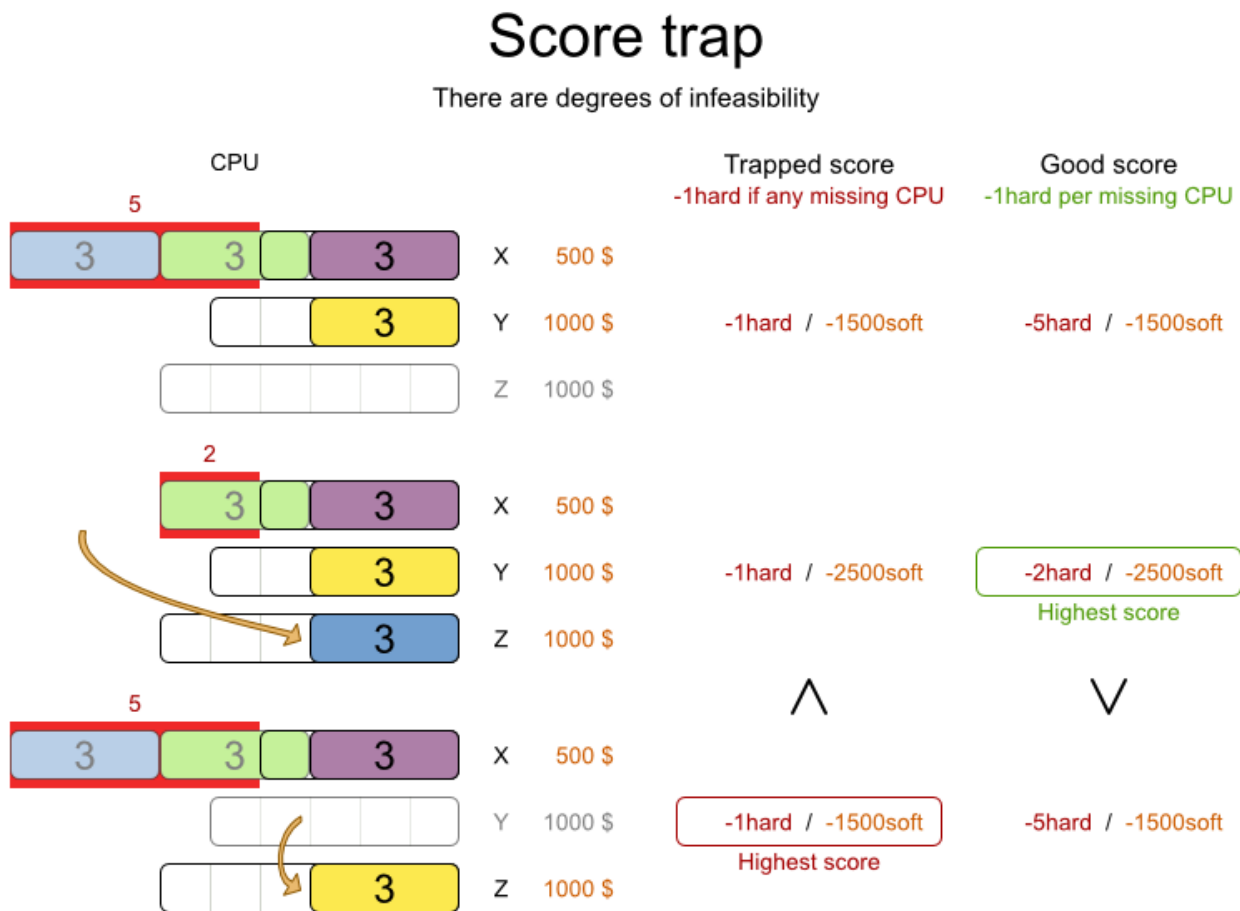 Score trap
There are degrees of infeasibility
CPU
Trapped score
Good score
-1hard if any missing CPU
-1hard per missing CPU
5
3 3 3 X 500 $
3 Y 1000 $ -1hard / -1500soft -5hard / -1500soft
Z 1000 $
2
3 3 X 500 $
3 Y 1000 $ -1hard / -2500soft -2hard / -2500soft
Highest score
3 Z 1000 $
5
3 3 3 X 500 $
Y 1000 $ -1hard / -1500soft -5hard / -1500soft
Highest score
3 Z 1000 $